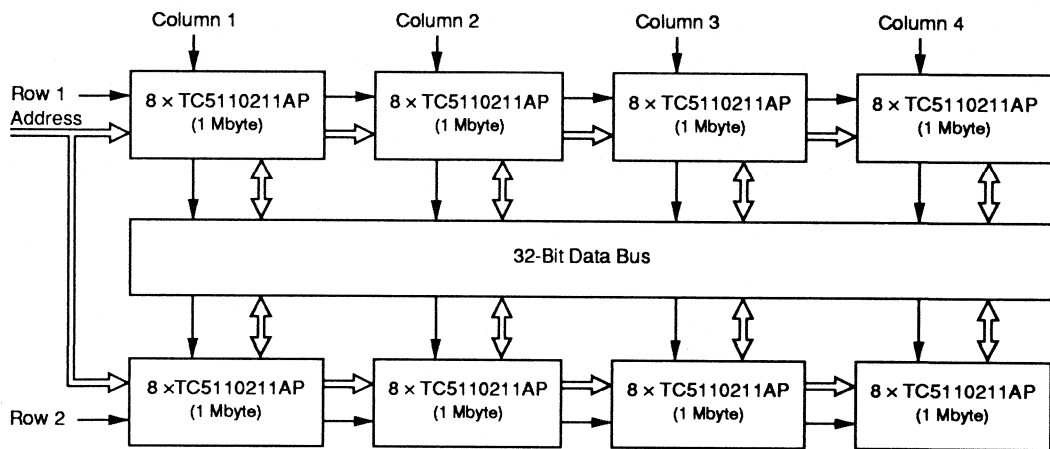 Column 1
Column 2
Column 3
Column 4
Row 1
Address
8 × TC5110211AP
(1 Mbyte)
8 × TC5110211AP
(1 Mbyte)
8 × TC5110211AP
(1 Mbyte)
8 × TC5110211AP
(1 Mbyte)
32-Bit Data Bus
8 ×TC5110211AP
(1 Mbyte)
8 × TC5110211AP
(1 Mbyte)
8 × TC5110211AP
(1 Mbyte)
8 × TC5110211AP
(1 Mbyte)
Row 2